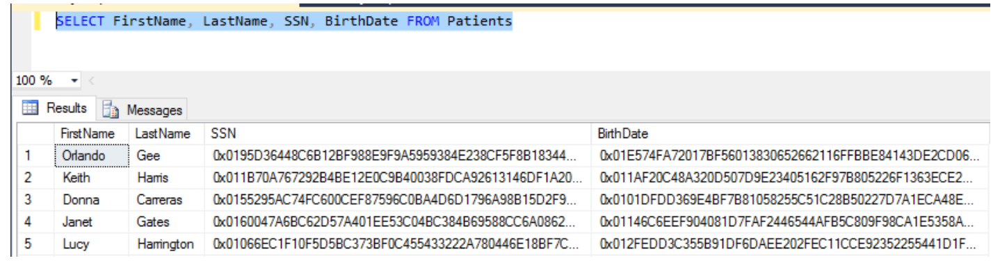 SELECT FirstName, LastName, SSN, BirthDate FROM Patients
100 %
Results Messages
FirstName LastName SSN BirthDate
1 Orlando Gee 0x0195D36448C6B12BF988E9F9A5959384E238CF5F8B18344... 0x01E574FA72017BF56013830652662116FFBBE84143DE2CD06...
2 Keith Harris 0x011B70A767292B4BE12E0C9B40038FDCA92613146DF1A20... 0x011AF20C48A320D507D9E23405162F97B805226F1363ECE2...
3 Donna Carreras 0x0155295AC74FC600CEF87596C0BA4D6D1796A98B15D2F9... 0x0101DFDD369E4BF7B81058255C51C28B50227D7A1ECA48E...
4 Janet Gates 0x0160047A6BC62D57A401EE53C04BC384B69588CC6A0862... 0x01146C6EEF904081D7FAF2446544AFB5C809F98CA1E5358A...
5 Lucy Harrington 0x01066EC1F10F5D5BC373BF0C455433222A780446E18BF7C... 0x012FEDD3C355B91DF6DAEE202FEC11CCE92352255441D1F...